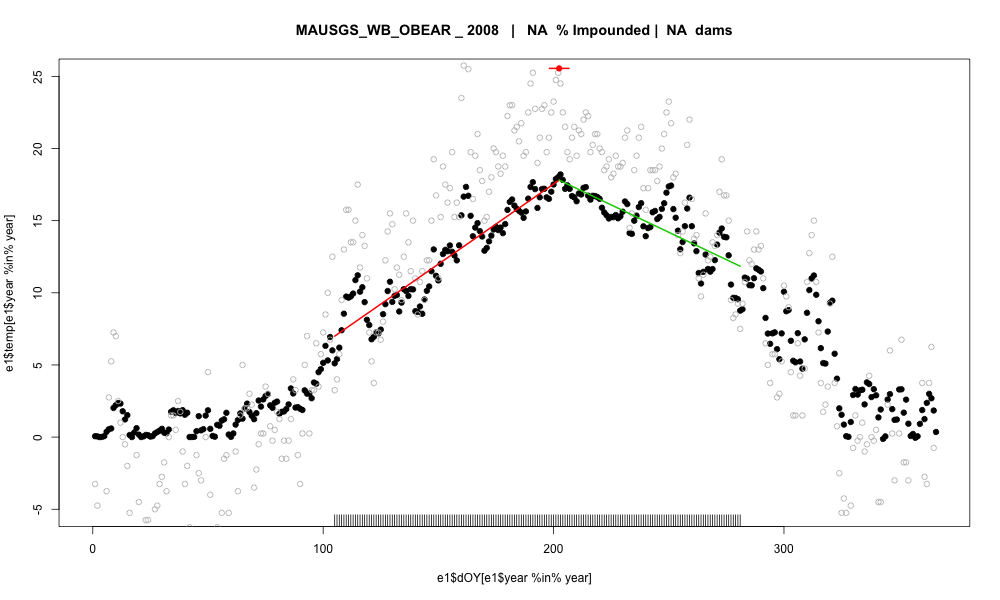 MAUSGS_WB_OBEAR _ 2008 | NA % Impounded | NA dams
25
20
15
10
5
0
-5
e1$temp[e1$year %in% year]
0 100 200 300
e1$dOY[e1$year %in% year]